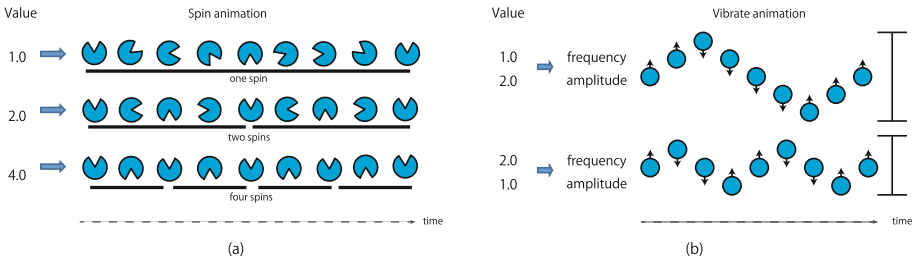 Value
Spin animation
1.0
one spin
2.0
two spins
4.0
four spins
time
(a)
Value
Vibrate animation
1.0 frequency
2.0 amplitude
2.0 frequency
1.0 amplitude
time
(b)